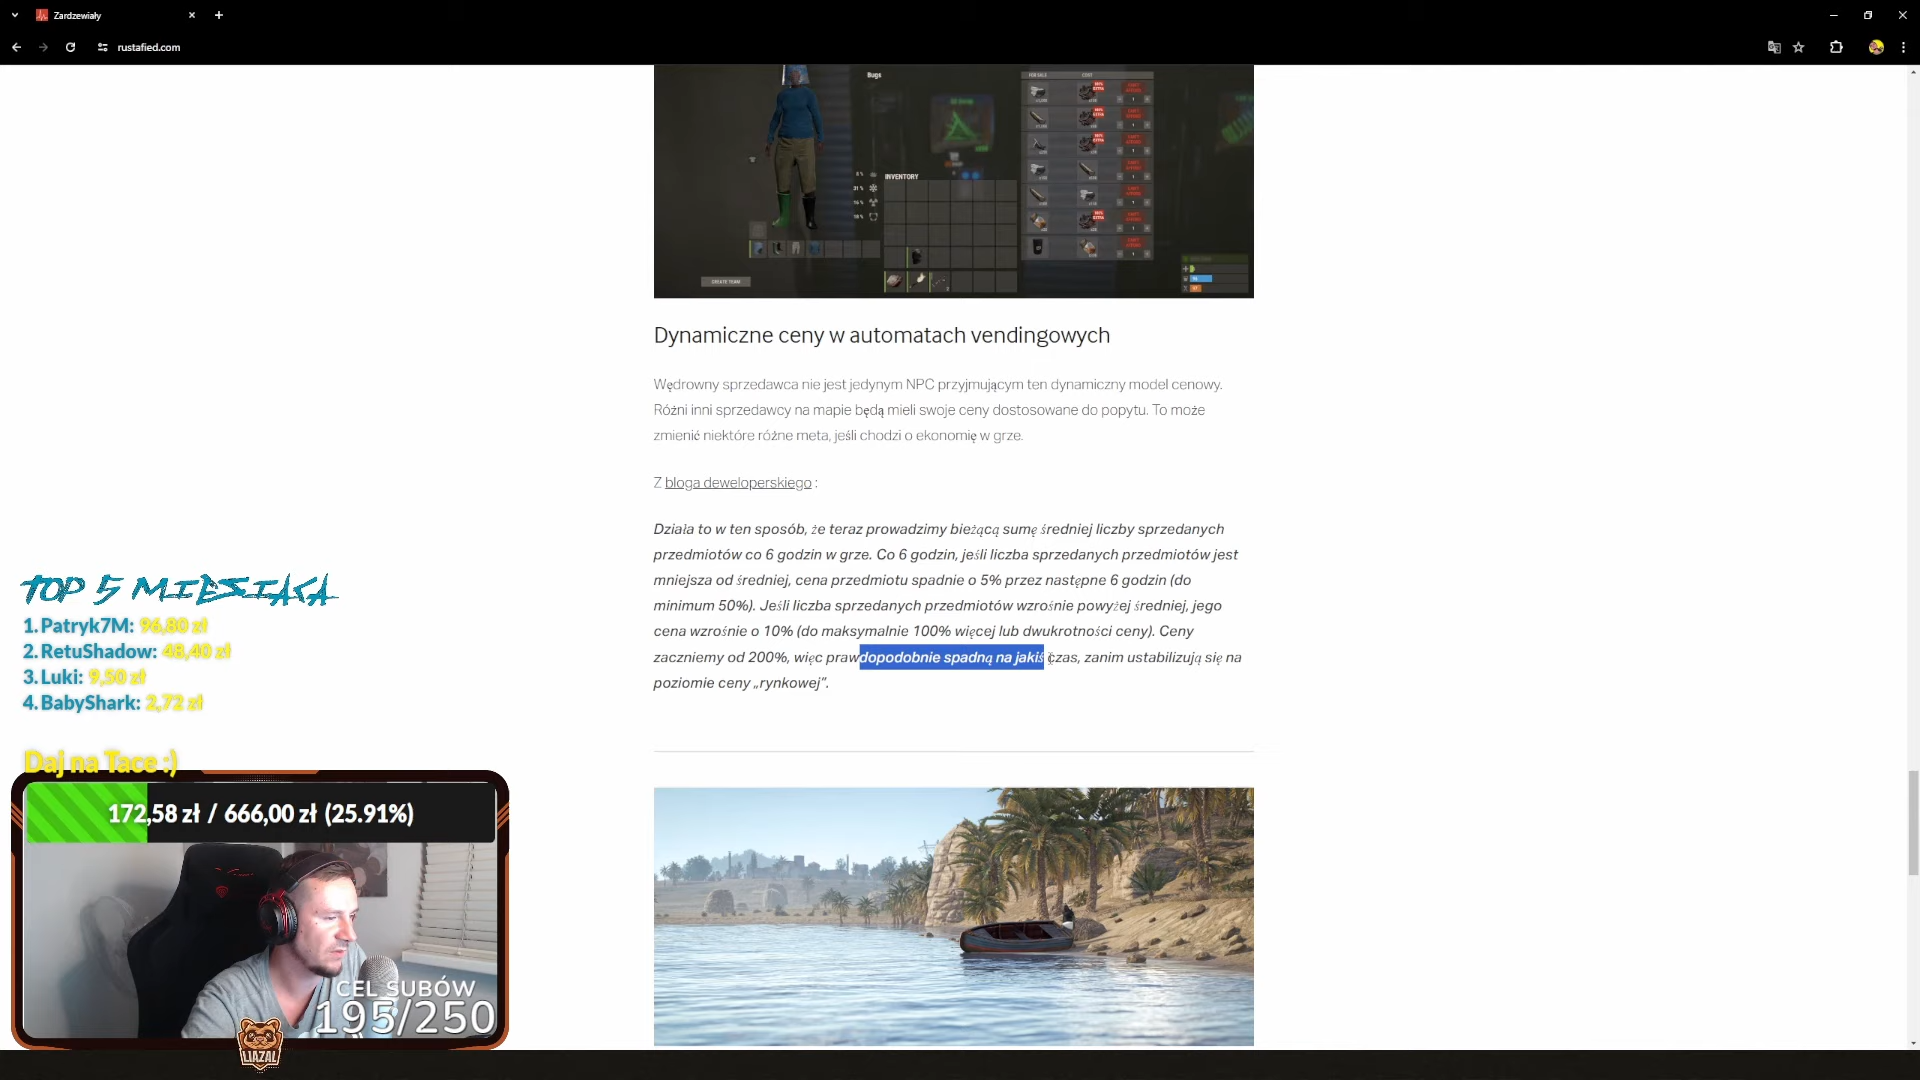 Zardzewiały
rustafied.com
Bugs
FOR SALE COST
INVENTORY
CREATE TEAM
Dynamiczne ceny w automatach vendingowych
Wędrowny sprzedawca nie jest jedynym NPC przyjmującym ten dynamiczny model cenowy.
Różni inni sprzedawcy na mapie będą mieli swoje ceny dostosowane do popytu. To może
zmienić niektóre różne meta, jeśli chodzi o ekonomię w grze.
Z bloga deweloperskiego :
Działa to w ten sposób, że teraz prowadzimy bieżącą sumę średniej liczby sprzedanych
przedmiotów co 6 godzin w grze. Co 6 godzin, jeśli liczba sprzedanych przedmiotów jest
mniejsza od średniej, cena przedmiotu spadnie o 5% przez następne 6 godzin (do
minimum 50%). Jeśli liczba sprzedanych przedmiotów wzrośnie powyżej średniej, jego
cena wzrośnie o 10% (do maksymalnie 100% więcej lub dwukrotności ceny). Ceny
zaczniemy od 200%, więc prawdopodobnie spadną na jakiś czas, zanim ustabilizują się na
poziomie ceny „rynkowej”.
TOP 5 MIESIĄCA
1. Patryk7M: 96,80 zł
2. RetuShadow: 48,40 zł
3. Luki: 9,50 zł
4. BabyShark: 2,72 zł
Daj na Tace :)
172,58 zł / 666,00 zł (25.91%)
CEL SUBÓW
195/250
LIAZAL